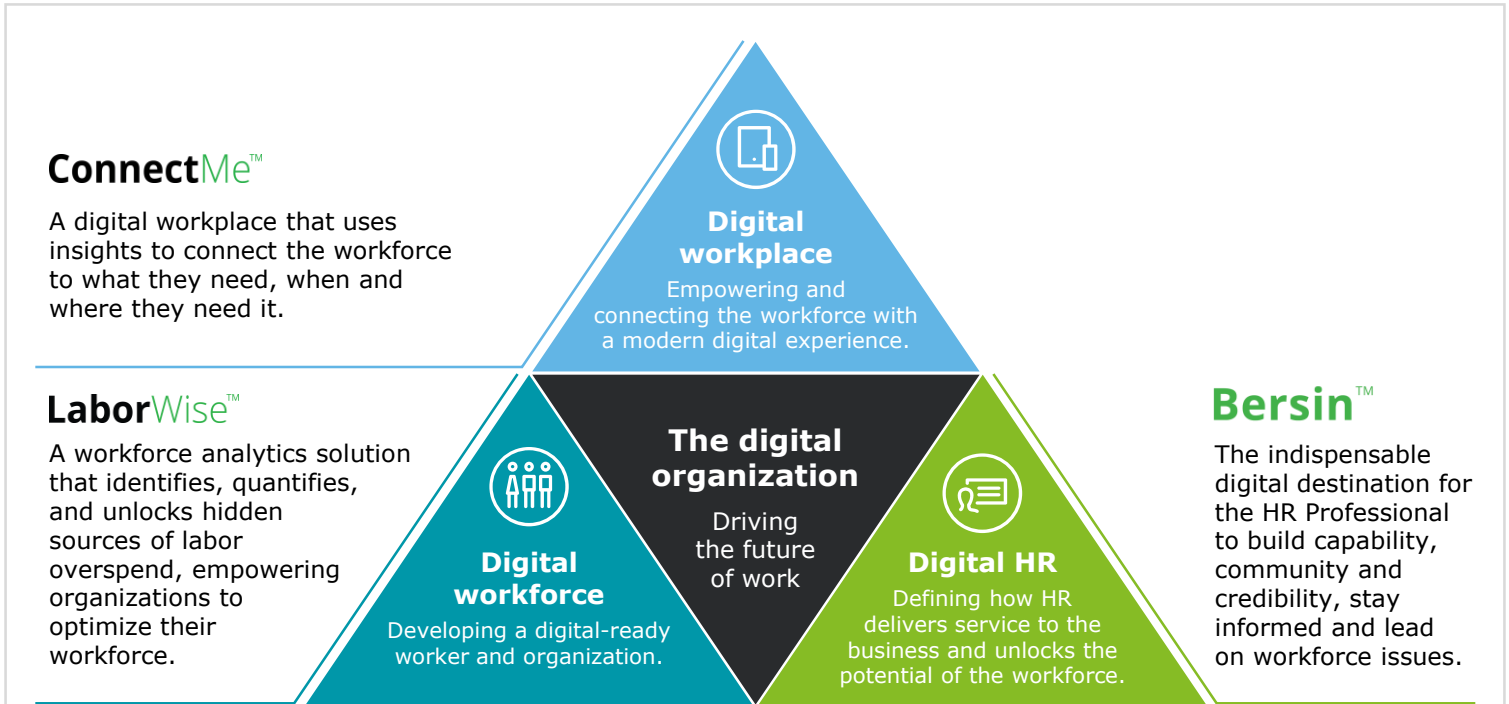 ConnectMe™
A digital workplace that uses
insights to connect the workforce
to what they need, when and
where they need it.
Digital
workplace
Empowering and
connecting the workforce with
a modern digital experience.
LaborWise™
A workforce analytics solution
that identifies, quantifies,
and unlocks hidden
sources of labor
overspend, empowering
organizations to
optimize their
workforce.
Digital
workforce
Developing a digital-ready
worker and organization.
The digital
organization
Driving
the future
of work
Digital HR
Defining how HR
delivers service to the
business and unlocks the
potential of the workforce.
Bersin™
The indispensable
digital destination for
the HR Professional
to build capability,
community and
credibility, stay
informed and lead
on workforce issues.